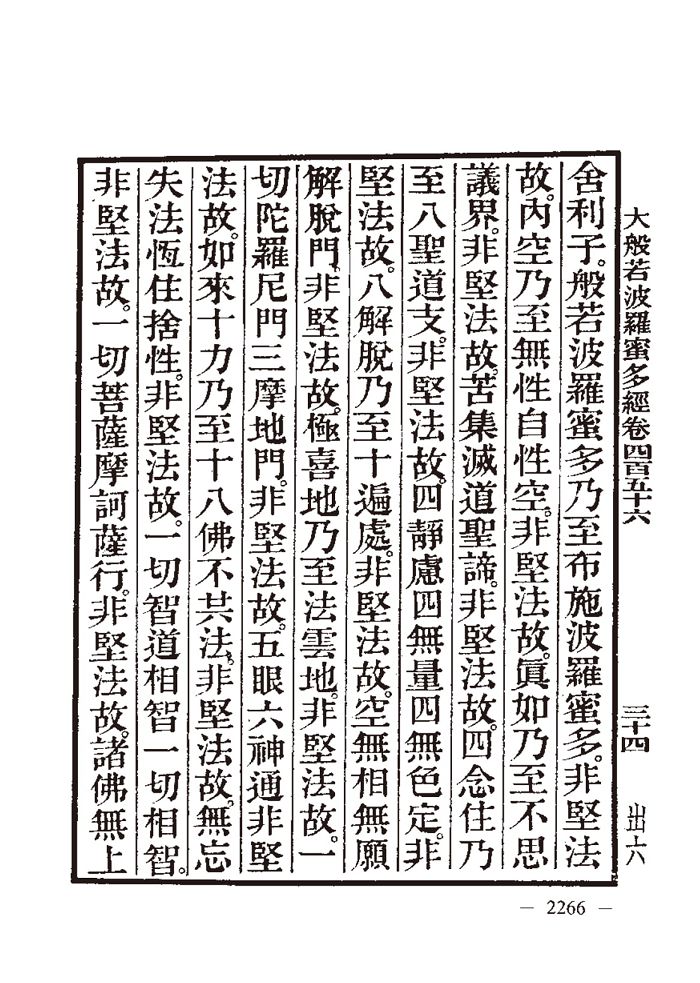 大般若波羅蜜多經卷四百五十六 三十四 出六
舍利子。般若波羅蜜多乃至布施波羅蜜多。非堅法
故。內空乃至無性自性空。非堅法故。眞如乃至不思
議界。非堅法故。苦集滅道聖諦。非堅法故。四念住乃
至八聖道支。非堅法故。四靜慮四無量四無色定。非
堅法故。八解脫乃至十遍處。非堅法故。空無相無願
解脫門。非堅法故。極喜地乃至法雲地。非堅法故。一
切陀羅尼門三摩地門。非堅法故。五眼六神通非堅
法故。如來十力乃至十八佛不共法。非堅法故。無忘
失法恆住捨性。非堅法故。一切智道相智一切相智。
非堅法故。一切菩薩摩訶薩行。非堅法故。諸佛無上
— 2266 —